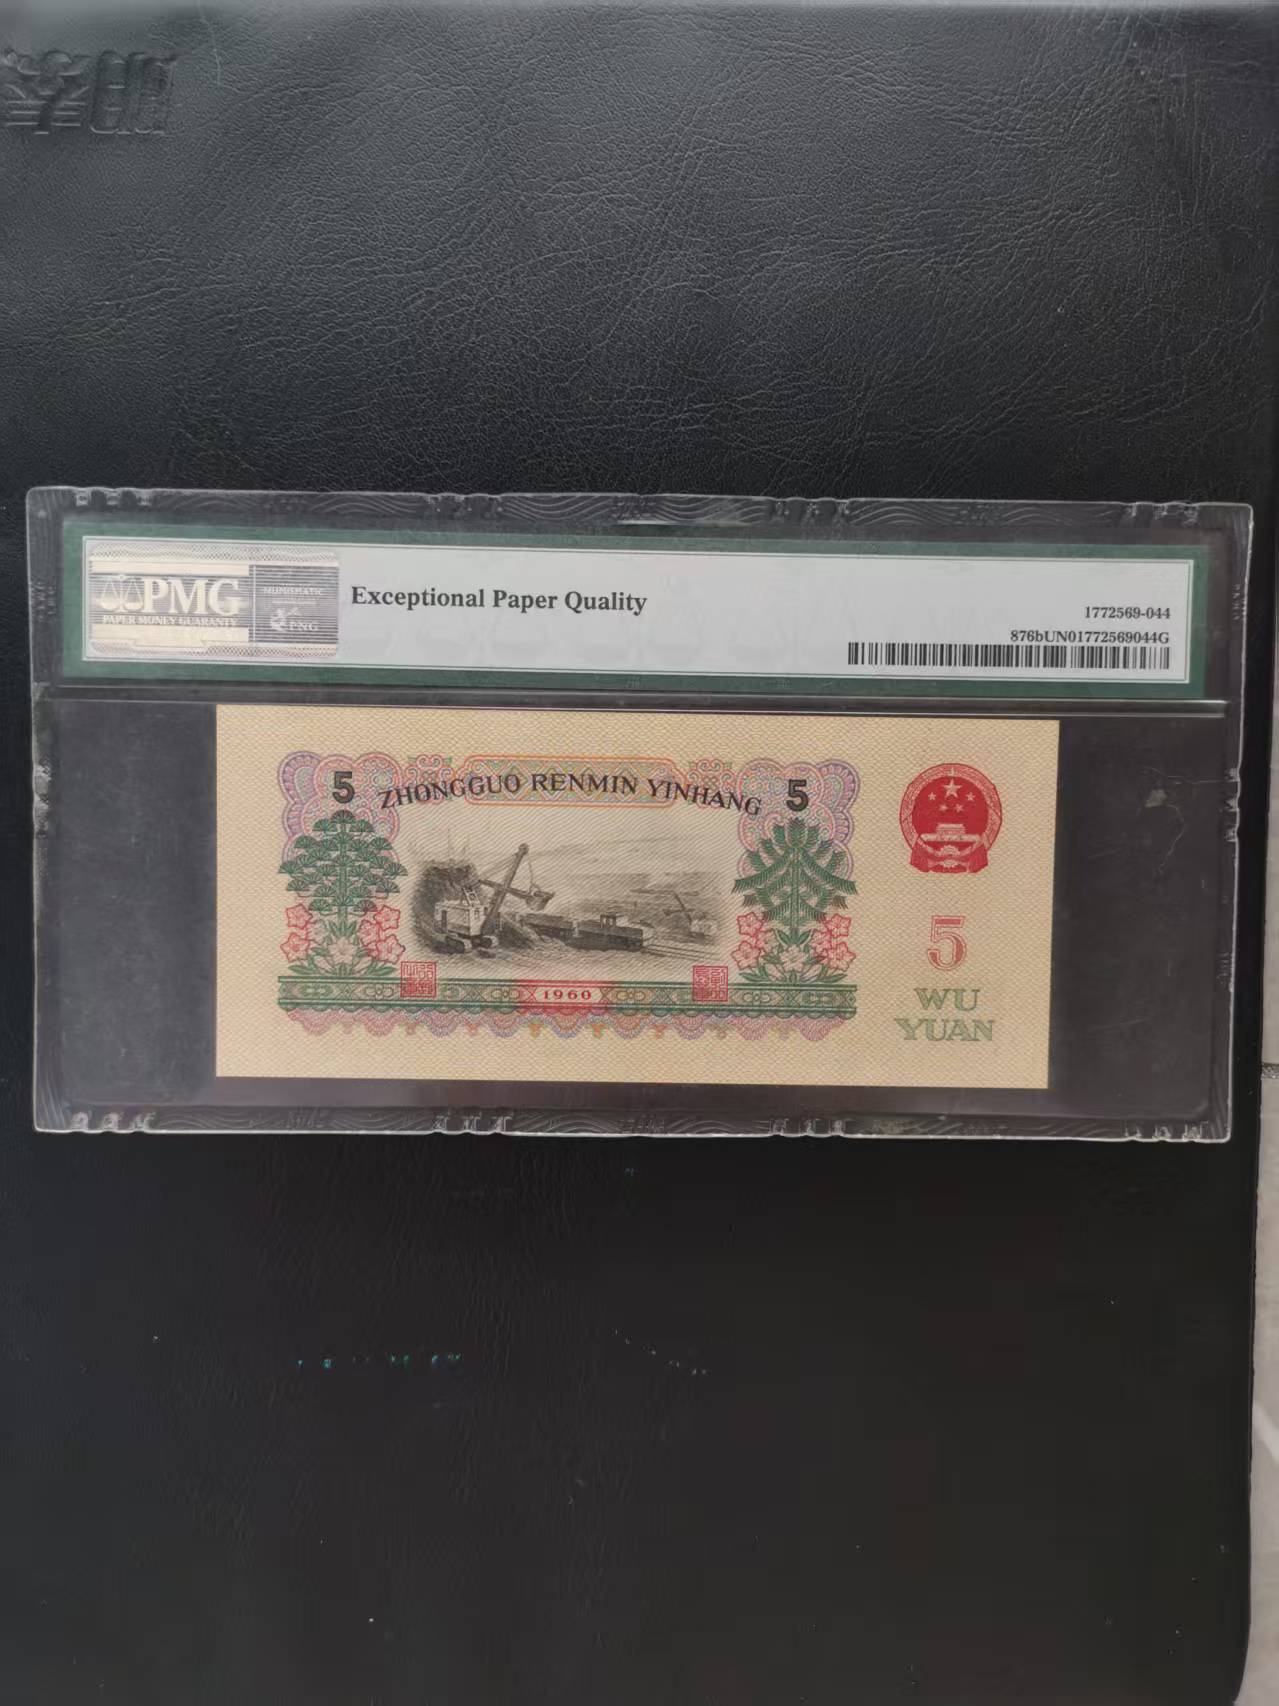 PMG
PAPER MONEY GUARANTY
NUMISMATIC
PNG
Exceptional Paper Quality
1772569-044
876bUN01772569044G
5
ZHONGGUO RENMIN YINHANG
5
1960
5
WU
YUAN